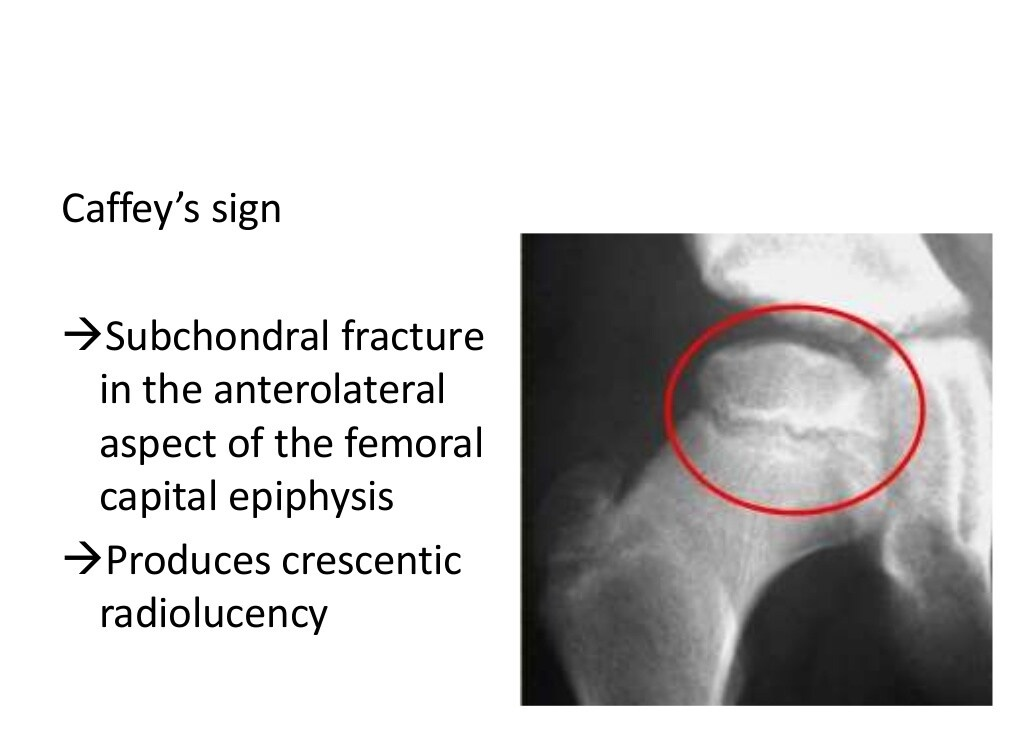 Caffey’s sign
→Subchondral fracture
in the anterolateral
aspect of the femoral
capital epiphysis
→Produces crescentic
radiolucency